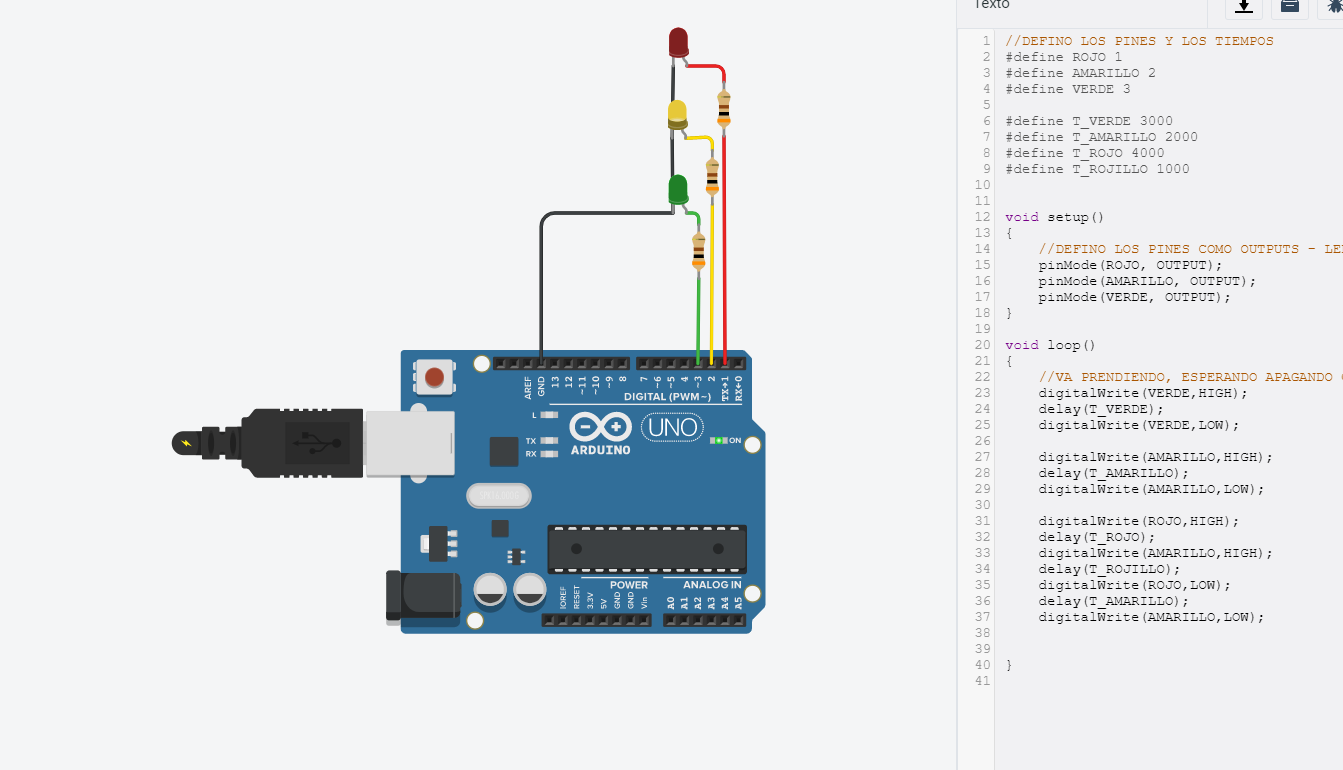 Texto
1 //DEFINO LOS PINES Y LOS TIEMPOS
2 #define ROJO 1
3 #define AMARILLO 2
4 #define VERDE 3
5
6 #define T_VERDE 3000
7 #define T_AMARILLO 2000
8 #define T_ROJO 4000
9 #define T_ROJILLO 1000
10
11
12 void setup()
13 {
14 //DEFINO LOS PINES COMO OUTPUTS -
15 pinMode(ROJO, OUTPUT);
16 pinMode(AMARILLO, OUTPUT);
17 pinMode(VERDE, OUTPUT);
18 }
19
20 void loop()
21 {
22 //VA PRENDIENDO, ESPERANDO APAGANDO
23 digitalWrite(VERDE,HIGH);
24 delay(T_VERDE);
25 digitalWrite(VERDE,LOW);
26
27 digitalWrite(AMARILLO,HIGH);
28 delay(T_AMARILLO);
29 digitalWrite(AMARILLO,LOW);
30
31 digitalWrite(ROJO,HIGH);
32 delay(T_ROJO);
33 digitalWrite(AMARILLO,HIGH);
34 delay(T_ROJILLO);
35 digitalWrite(ROJO,LOW);
36 delay(T_AMARILLO);
37 digitalWrite(AMARILLO,LOW);
38
39
40 }
41
AREF GND 13 12 ~11 ~10 ~9 8 7 ~6 ~5 4 ~3 2 TX→1 RX←0
DIGITAL (PWM~)
L
TX
RX
UNO
ARDUINO
ON
POWER
ANALOG IN
IOREF RESET 3.3V 5V GND GND Vin A0 A1 A2 A3 A4 A5